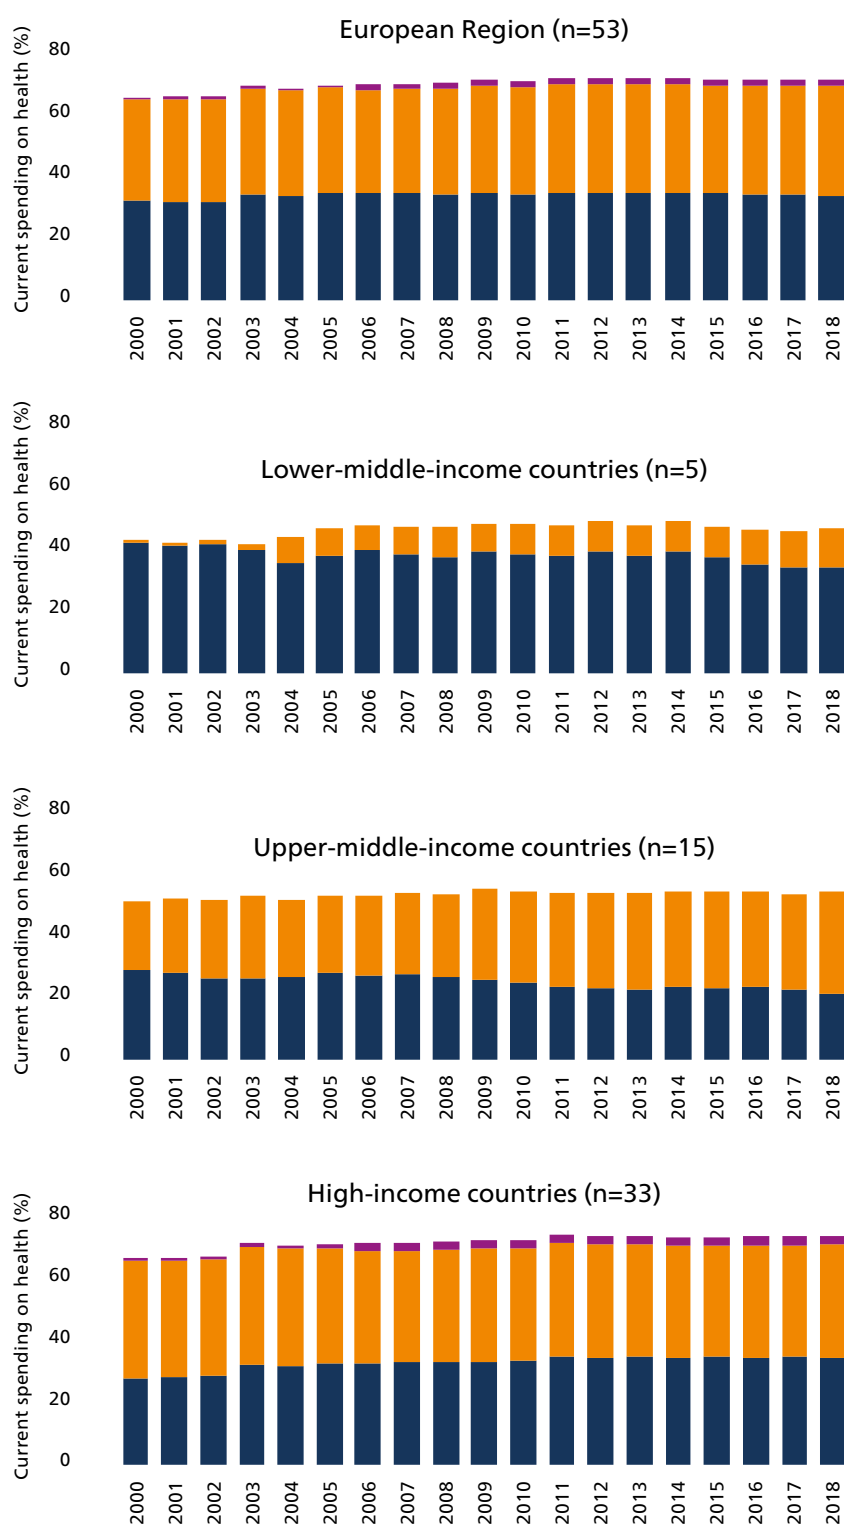 European Region (n=53)
Current spending on health (%)
80
60
40
20
0
2000 2001 2002 2003 2004 2005 2006 2007 2008 2009 2010 2011 2012 2013 2014 2015 2016 2017 2018
Lower-middle-income countries (n=5)
Current spending on health (%)
80
60
40
20
0
2000 2001 2002 2003 2004 2005 2006 2007 2008 2009 2010 2011 2012 2013 2014 2015 2016 2017 2018
Upper-middle-income countries (n=15)
Current spending on health (%)
80
60
40
20
0
2000 2001 2002 2003 2004 2005 2006 2007 2008 2009 2010 2011 2012 2013 2014 2015 2016 2017 2018
High-income countries (n=33)
Current spending on health (%)
80
60
40
20
0
2000 2001 2002 2003 2004 2005 2006 2007 2008 2009 2010 2011 2012 2013 2014 2015 2016 2017 2018